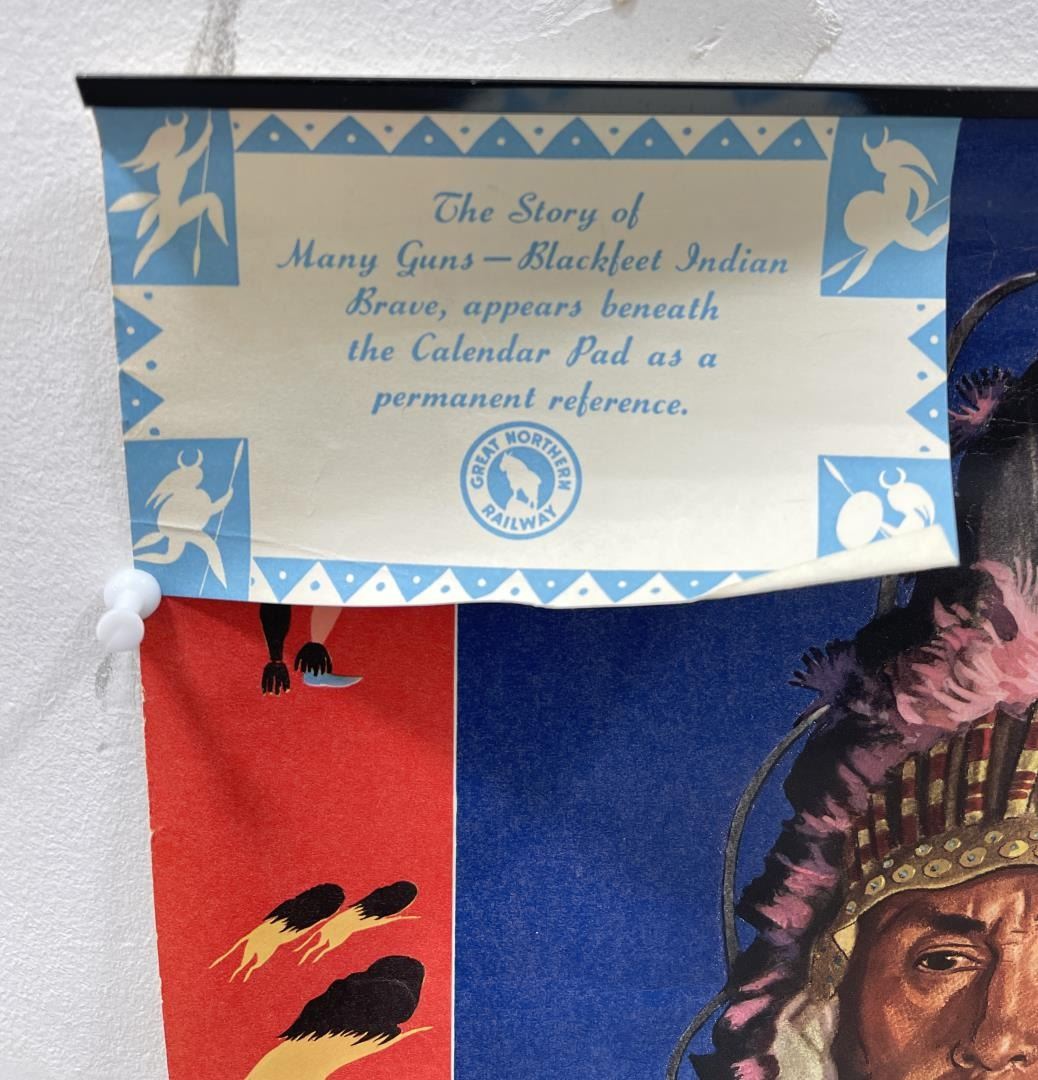 The Story of
Many Guns — Blackfeet Indian
Brave, appears beneath
the Calendar Pad as a
permanent reference.
GREAT NORTHERN
RAILWAY